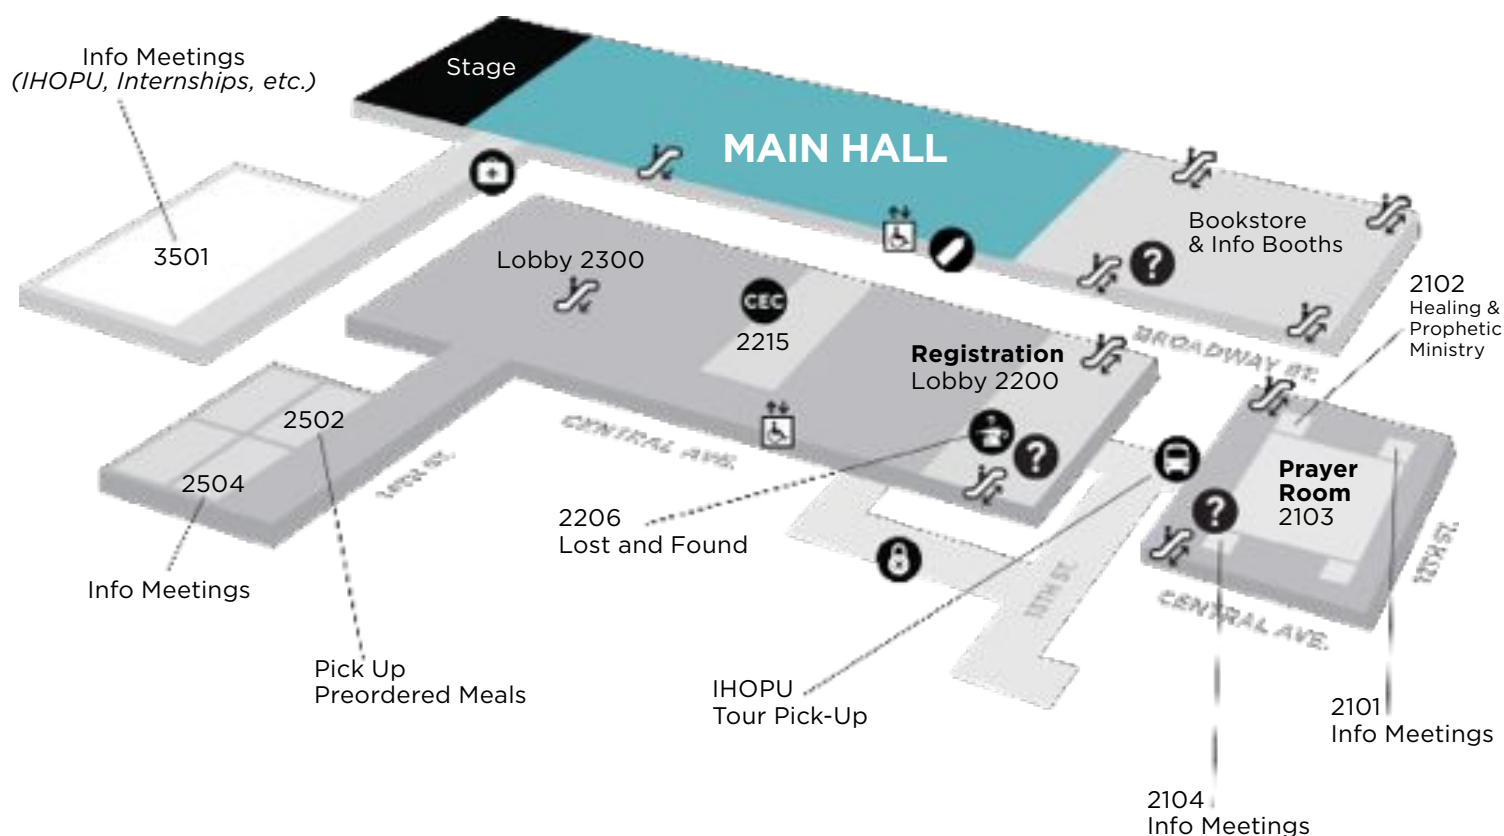 Info Meetings
(IHOPU, Internships, etc.)
Stage
MAIN HALL
3501
Bookstore
& Info Booths
?
Lobby 2300
CEC
2215
2102
Healing &
Prophetic
Ministry
BROADWAY ST.
Registration
Lobby 2200
?
2502
2504
CENTRAL AVE.
14TH ST.
Prayer
Room
2103
?
2206
Lost and Found
13TH ST.
12TH ST.
CENTRAL AVE.
Info Meetings
Pick Up
Preordered Meals
IHOPU
Tour Pick-Up
2101
Info Meetings
2104
Info Meetings